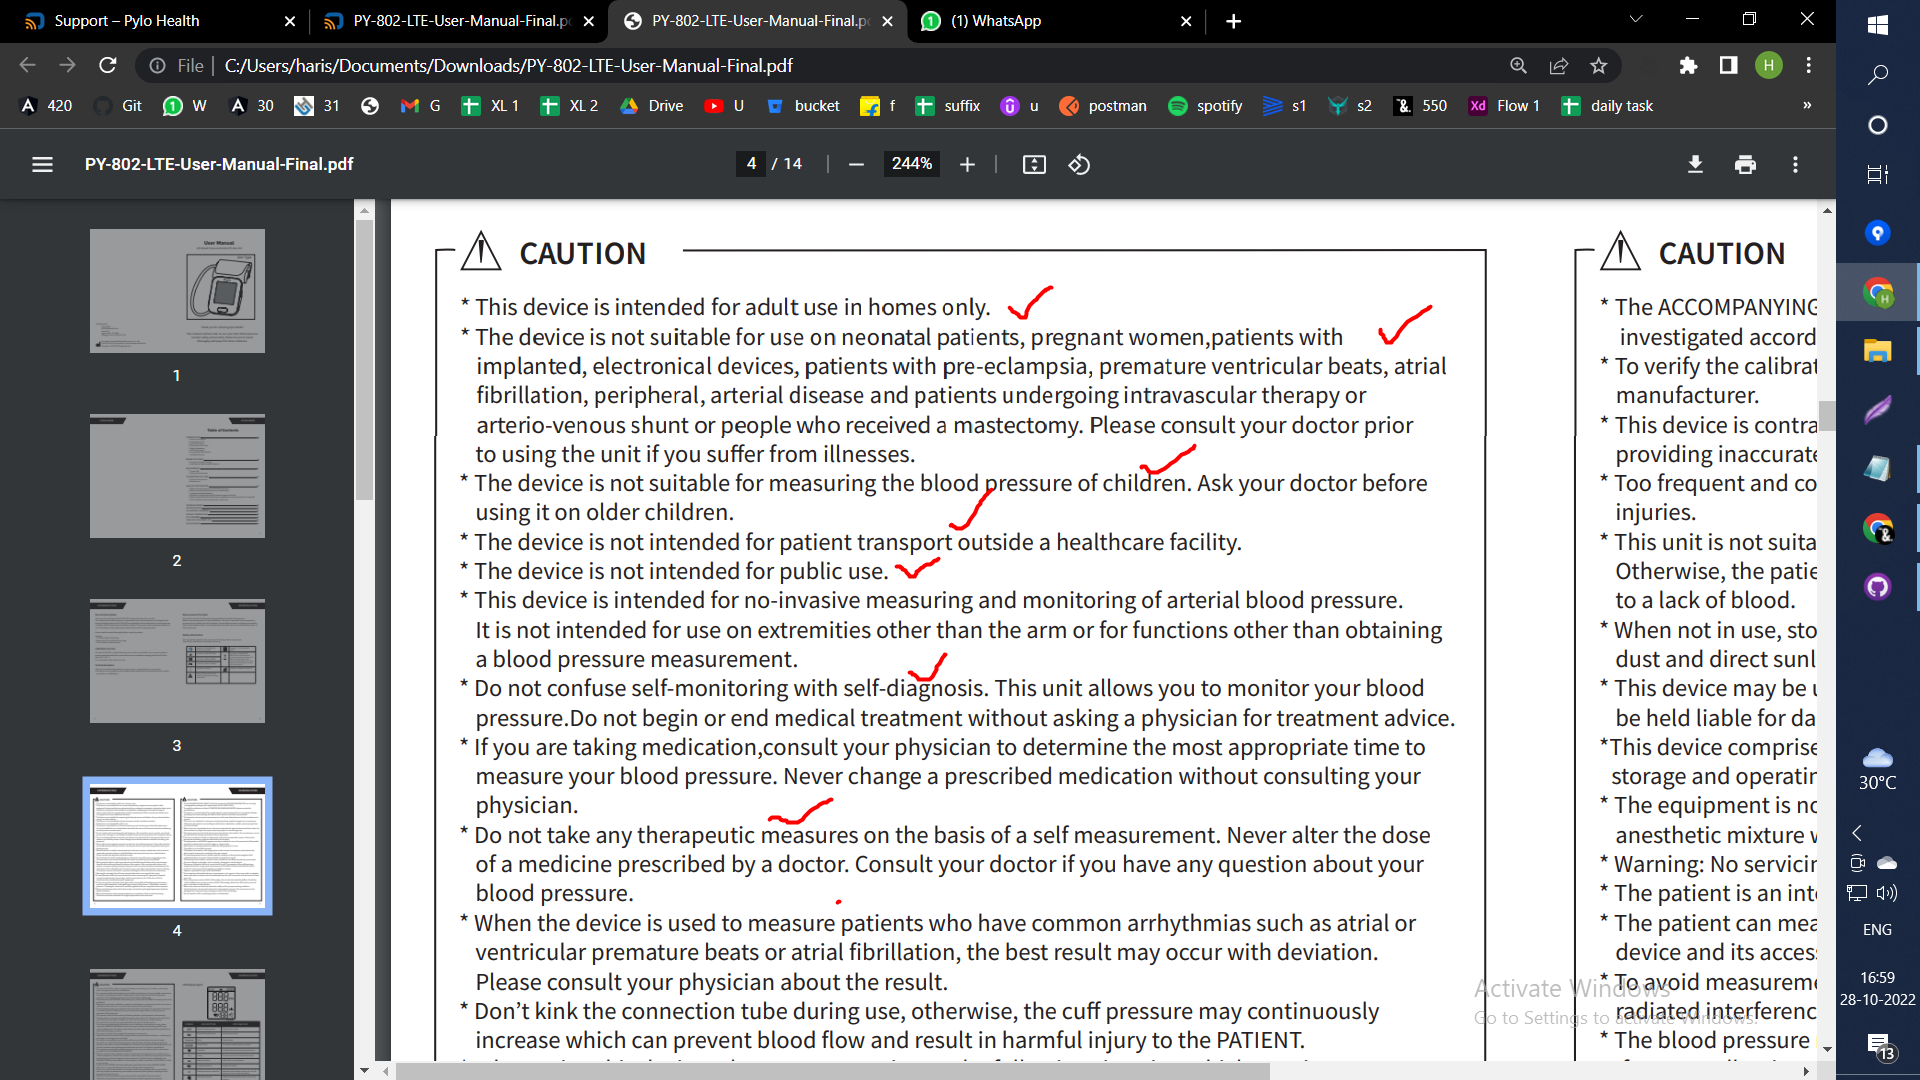 Support – Pylo Health
PY-802-LTE-User-Manual-Final.p
PY-802-LTE-User-Manual-Final.p
(1) WhatsApp
File
C:/Users/haris/Documents/Downloads/PY-802-LTE-User-Manual-Final.pdf
H
420 Git W 30 31 G XL 1 XL 2 Drive U bucket f suffix u postman spotify s1 s2 550 Flow 1 daily task »
PY-802-LTE-User-Manual-Final.pdf
4 / 14
244%
User Manual
1
Table of Contents
2
3
4
CAUTION
* This device is intended for adult use in homes only.
* The device is not suitable for use on neonatal patients, pregnant women,patients with
implanted, electronical devices, patients with pre-eclampsia, premature ventricular beats, atrial
fibrillation, peripheral, arterial disease and patients undergoing intravascular therapy or
arterio-venous shunt or people who received a mastectomy. Please consult your doctor prior
to using the unit if you suffer from illnesses.
* The device is not suitable for measuring the blood pressure of children. Ask your doctor before
using it on older children.
* The device is not intended for patient transport outside a healthcare facility.
* The device is not intended for public use.
* This device is intended for no-invasive measuring and monitoring of arterial blood pressure.
It is not intended for use on extremities other than the arm or for functions other than obtaining
a blood pressure measurement.
* Do not confuse self-monitoring with self-diagnosis. This unit allows you to monitor your blood
pressure.Do not begin or end medical treatment without asking a physician for treatment advice.
* If you are taking medication,consult your physician to determine the most appropriate time to
measure your blood pressure. Never change a prescribed medication without consulting your
physician.
* Do not take any therapeutic measures on the basis of a self measurement. Never alter the dose
of a medicine prescribed by a doctor. Consult your doctor if you have any question about your
blood pressure.
* When the device is used to measure patients who have common arrhythmias such as atrial or
ventricular premature beats or atrial fibrillation, the best result may occur with deviation.
Please consult your physician about the result.
* Don't kink the connection tube during use, otherwise, the cuff pressure may continuously
increase which can prevent blood flow and result in harmful injury to the PATIENT.
CAUTION
* The ACCOMPANYING
investigated accord
* To verify the calibrat
manufacturer.
* This device is contra
providing inaccurate
* Too frequent and co
injuries.
* This unit is not suita
Otherwise, the patie
to a lack of blood.
* When not in use, sto
dust and direct sunl
* This device may be u
be held liable for da
*This device comprise
storage and operatin
* The equipment is no
anesthetic mixture w
* Warning: No servicin
* The patient is an inte
* The patient can mea
device and its acces
* To avoid measureme
radiated interferenc
* The blood pressure
Activate Windows
Go to Settings to activate Windows.
30°C
ENG
16:59
28-10-2022
13